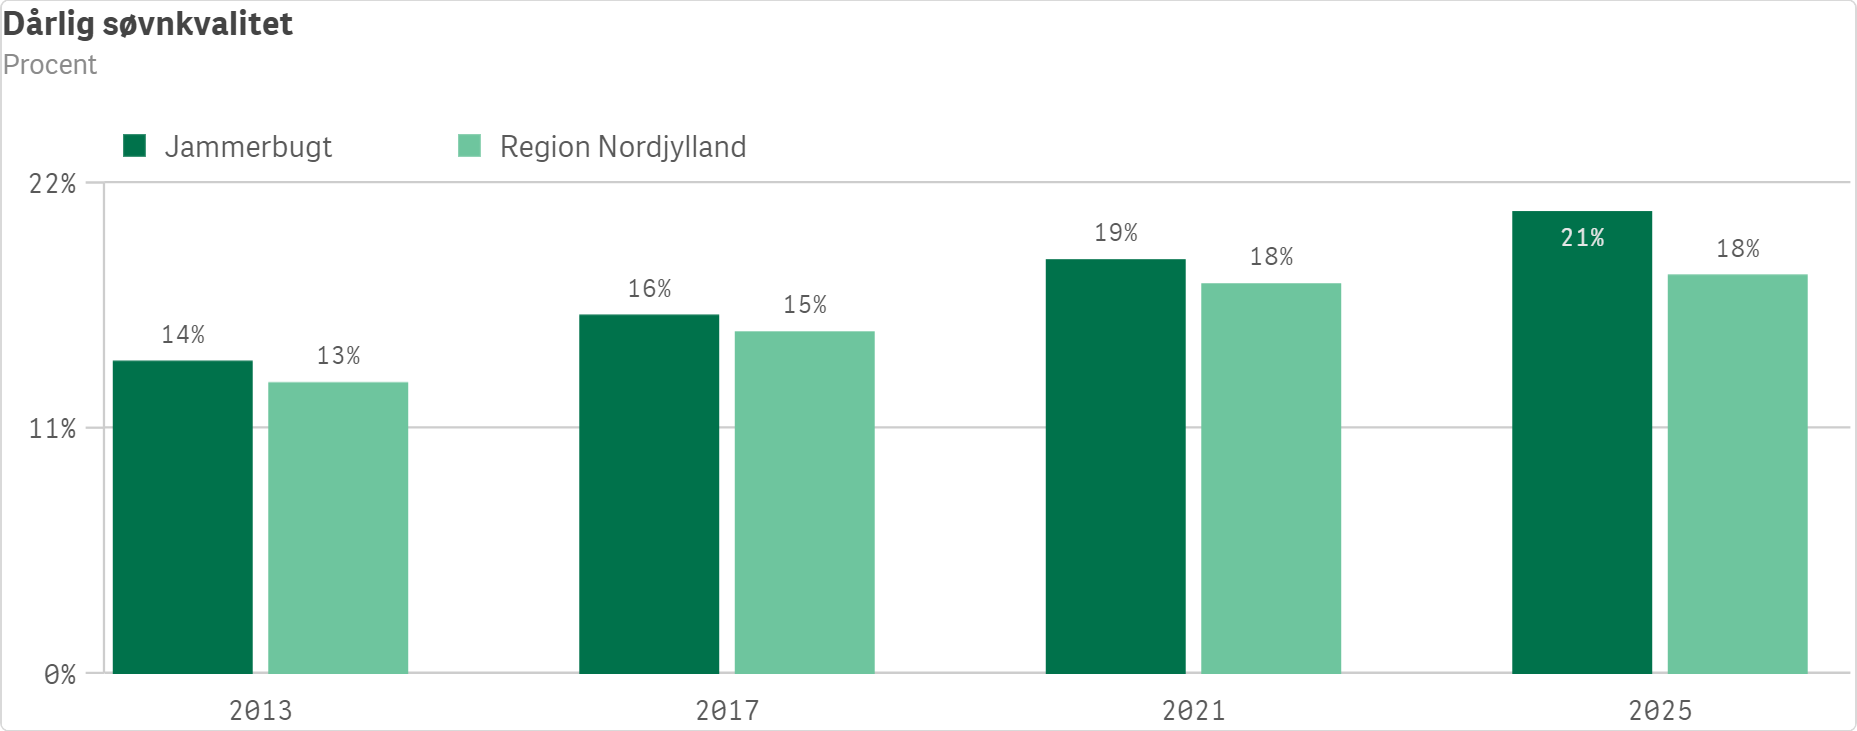 Dårlig søvnkvalitet
Procent
Jammerbugt Region Nordjylland
22%
11%
0%
14% 13% 16% 15% 19% 18% 21% 18%
2013 2017 2021 2025